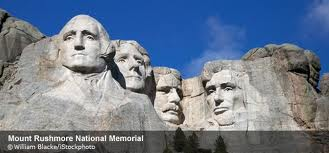 Mount Rushmore National Memorial
© William Blacke/iStockphoto